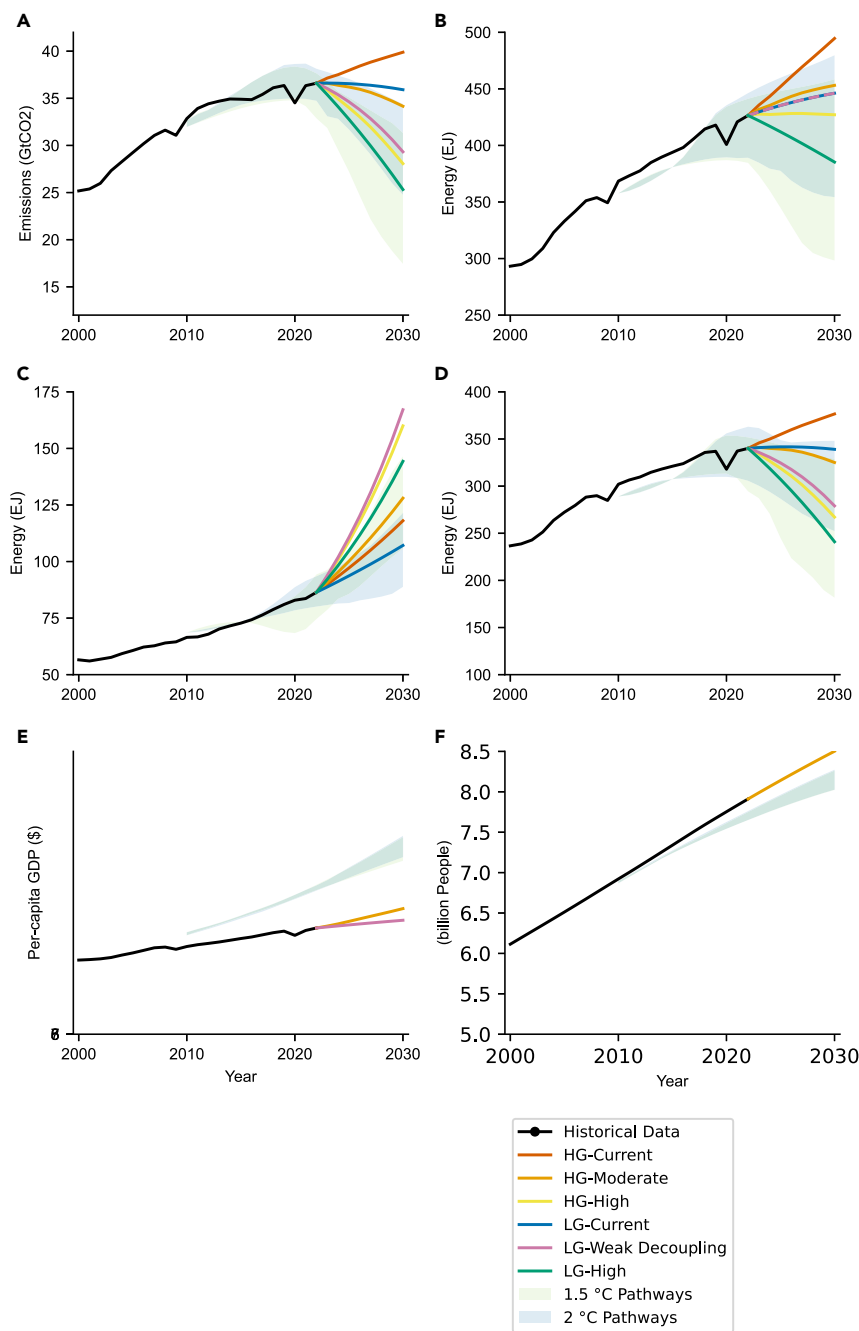 A
Emissions (GtCO2)
40
35
30
25
20
15
2000 2010 2020 2030
B
Energy (EJ)
500
450
400
350
300
250
2000 2010 2020 2030
C
Energy (EJ)
175
150
125
100
75
50
2000 2010 2020 2030
D
Energy (EJ)
400
350
300
250
200
150
100
2000 2010 2020 2030
E
Per-capita GDP ($)
2000 2010 2020 2030
Year
F
(billion People)
8.5
8.0
7.5
7.0
6.5
6.0
5.5
5.0
2000 2010 2020 2030
Year
Historical Data
HG-Current
HG-Moderate
HG-High
LG-Current
LG-Weak Decoupling
LG-High
1.5 °C Pathways
2 °C Pathways